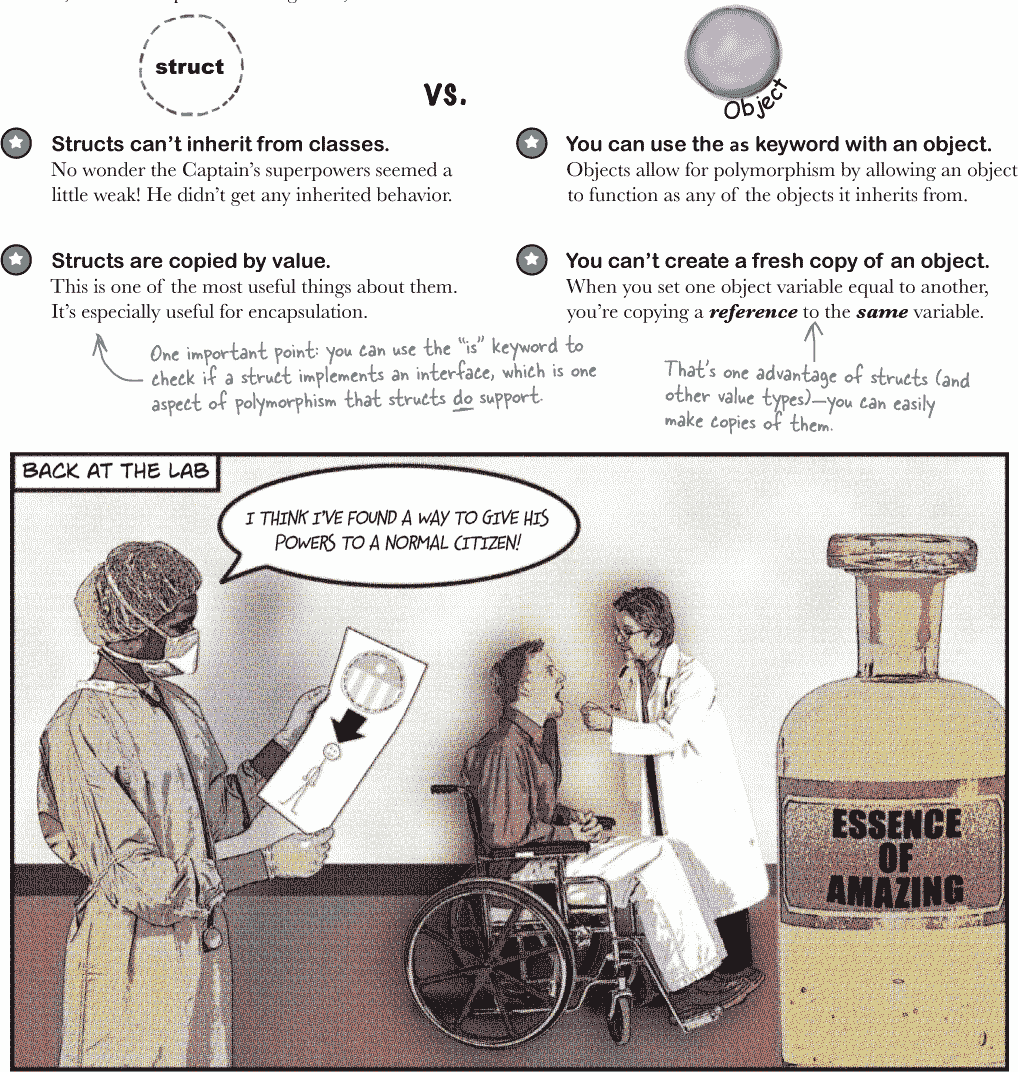 struct
vs.
Object
Structs can't inherit from classes.
No wonder the Captain's superpowers seemed a
little weak! He didn't get any inherited behavior.
You can use the as keyword with an object.
Objects allow for polymorphism by allowing an object
to function as any of the objects it inherits from.
Structs are copied by value.
This is one of the most useful things about them.
It's especially useful for encapsulation.
You can't create a fresh copy of an object.
When you set one object variable equal to another,
you're copying a reference to the same variable.
One important point: you can use the "is" keyword to
check if a struct implements an interface, which is one
aspect of polymorphism that structs do support.
That's one advantage of structs (and
other value types)—you can easily
make copies of them.
BACK AT THE LAB
I THINK I'VE FOUND A WAY TO GIVE HIS
POWERS TO A NORMAL CITIZEN!
ESSENCE
OF
AMAZING